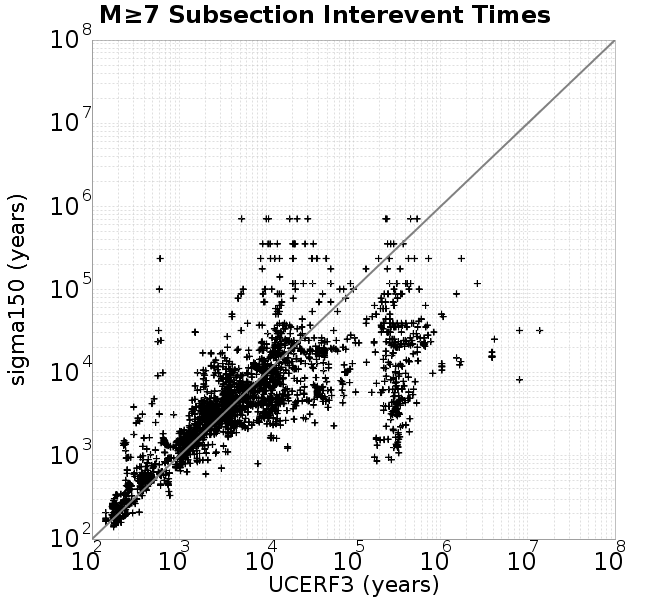 M≥7 Subsection Interevent Times
10^8
10^7
10^6
10^5
10^4
10^3
10^2
sigma150 (years)
10^2 10^3 10^4 10^5 10^6 10^7 10^8
UCERF3 (years)